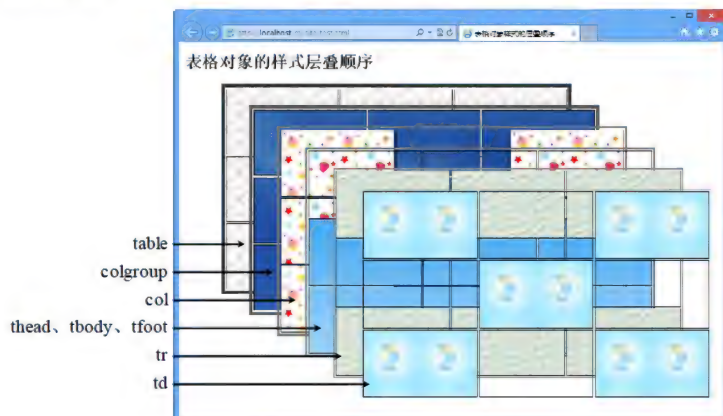 表格对象的样式层叠顺序
table
colgroup
col
thead、tbody、tfoot
tr
td